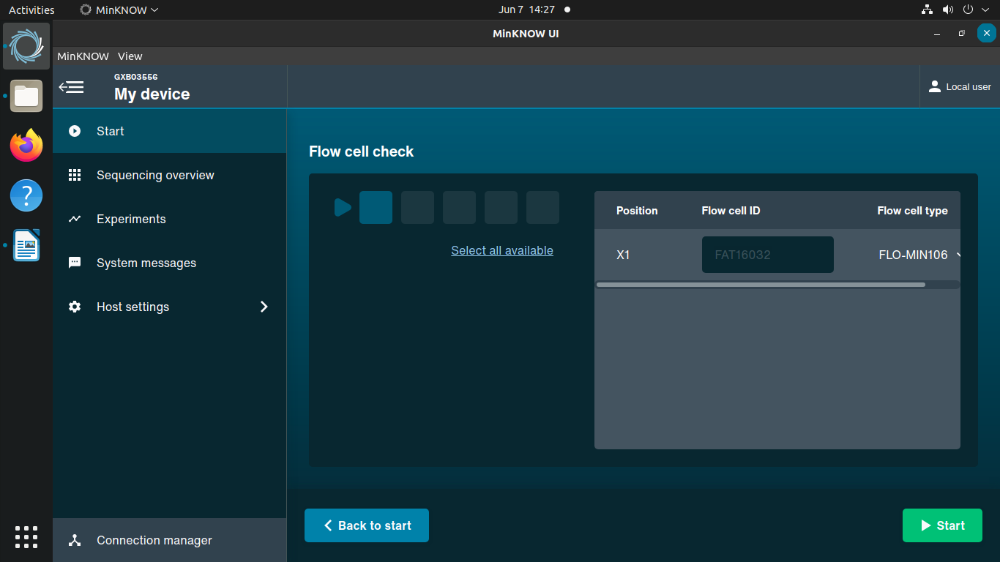 Activities
MinKNOW
Jun 7 14:27
MinKNOW UI
MinKNOW View
GXB03556
My device
Local user
Start
Sequencing overview
Experiments
System messages
Host settings
Connection manager
Flow cell check
Select all available
Position Flow cell ID Flow cell type
X1 FAT16032 FLO-MIN106
Back to start
Start